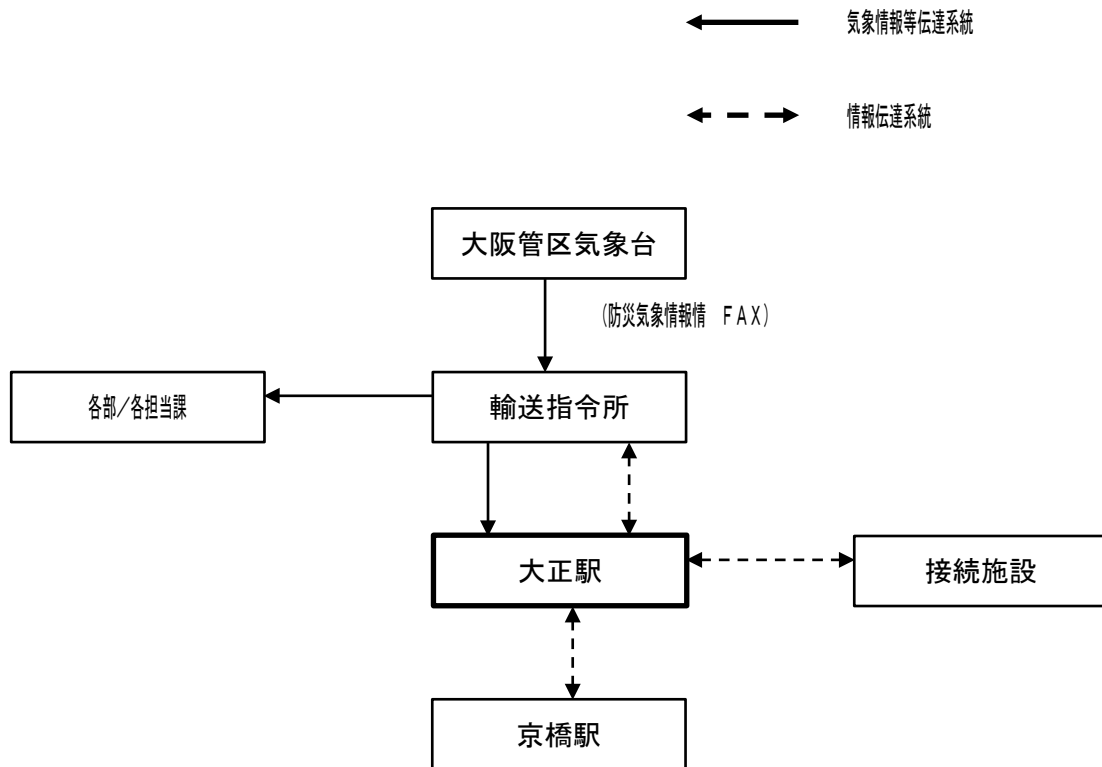 気象情報等伝達系統
情報伝達系統
大阪管区気象台
(防災気象情報情　ＦＡＸ)
各部／各担当課
輸送指令所
大正駅
接続施設
京橋駅